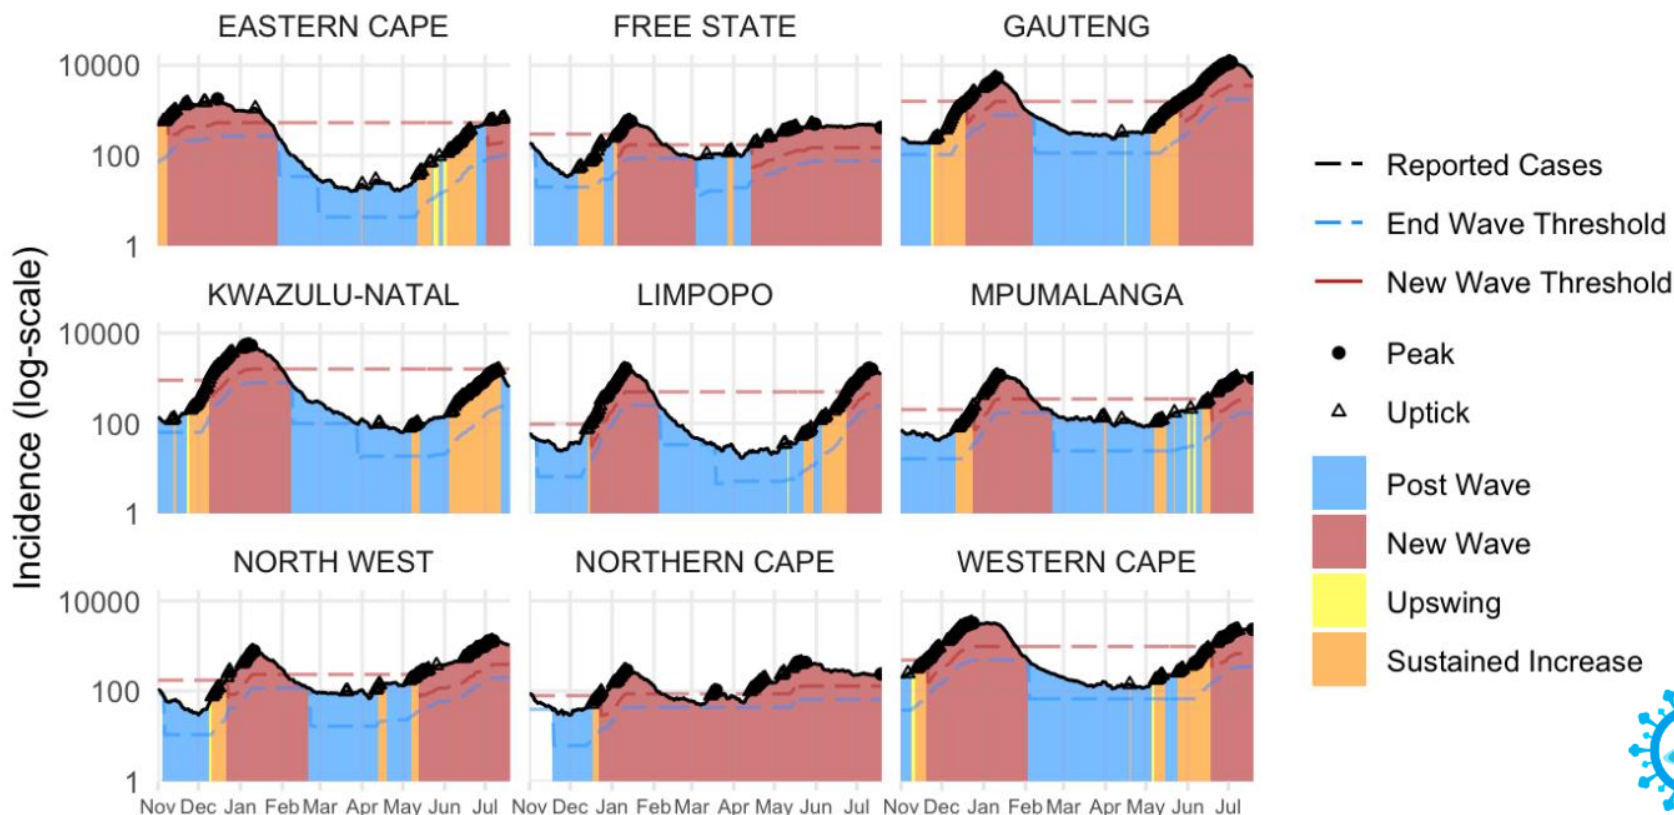 EASTERN CAPE FREE STATE GAUTENG
10000
100
1
KWAZULU-NATAL LIMPOPO MPUMALANGA
10000
100
1
NORTH WEST NORTHERN CAPE WESTERN CAPE
10000
100
1
Nov Dec Jan Feb Mar Apr May Jun Jul Nov Dec Jan Feb Mar Apr May Jun Jul Nov Dec Jan Feb Mar Apr May Jun Jul
Incidence (log-scale)
Reported Cases
End Wave Threshold
New Wave Threshold
Peak
Uptick
Post Wave
New Wave
Upswing
Sustained Increase